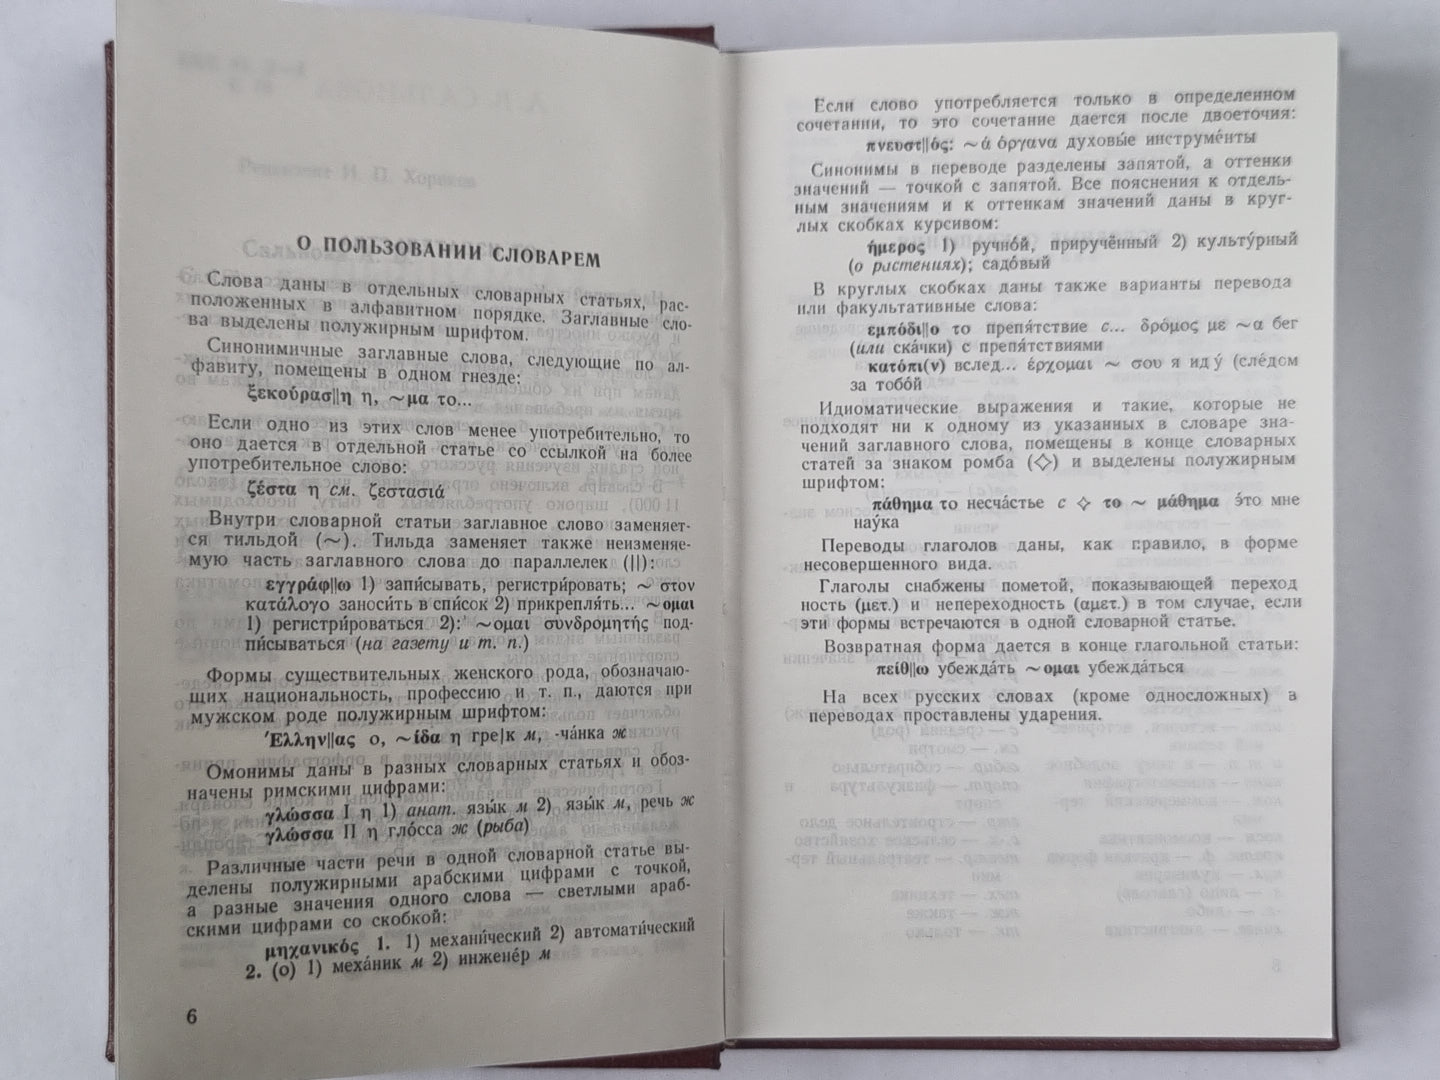 О ПОЛЬЗОВАНИИ СЛОВАРЕМ
Слова даны в отдельных словарных статьях, рас-
положенных в алфавитном порядке. Заглавные сло-
ва выделены полужирным шрифтом.
Синонимичные заглавные слова, следующие по ал-
фавиту, помещены в одном гнезде:
ξεκούρασ||η η, ~μα το...
Если одно из этих слов менее употребительно, то
оно дается в отдельной статье со ссылкой на более
употребительное слово:
ζέστα η см. ζεστασιά
Внутри словарной статьи заглавное слово заменяет-
ся тильдой (~). Тильда заменяет также неизменяе-
мую часть заглавного слова до параллелек (||):
εγγράφ||ω 1) запи́сывать, регистри́ровать; ~ στον
κατάλογο заноси́ть в спи́сок 2) прикрепля́ть... ~ομαι
1) регистри́роваться 2): ~ομαι συνδρομητής под-
пи́сываться (на газету и т. п.)
Формы существительных женского рода, обозначаю-
щих национальность, профессию и т. п., даются при
мужском роде полужирным шрифтом:
Έλλην||ας ο, ~ίδα η гре|к м, -ча́нка ж
Омонимы даны в разных словарных статьях и обоз-
начены римскими цифрами:
γλώσσα I η 1) анат. язы́к м 2) язы́к м, речь ж
γλώσσα II η гло́сса ж (рыба)
Различные части речи в одной словарной статье вы-
делены полужирными арабскими цифрами с точкой,
а разные значения одного слова — светлыми араб-
скими цифрами со скобкой:
μηχανικός 1. 1) механи́ческий 2) автомати́ческий
2. (ο) 1) меха́ник м 2) инжене́р м
6
Если слово употребляется только в определенном
сочетании, то это сочетание дается после двоеточия:
πνευστ||ός: ~ά όργανα духовы́е инструме́нты
Синонимы в переводе разделены запятой, а оттенки
значений — точкой с запятой. Все пояснения к отдель-
ным значениям и к оттенкам значений даны в круг-
лых скобках курсивом:
ήμερος 1) ручно́й, приручённый 2) культу́рный
(о растениях); садо́вый
В круглых скобках даны также варианты перевода
или факультативные слова:
εμπόδι||ο το препя́тствие с... δρόμος με ~α бег
(или ска́чки) с препя́тствиями
κατόπι(ν) вслед... έρχομαι ~ σου я иду́ (сле́дом
за тобо́й
Идиоматические выражения и такие, которые не
подходят ни к одному из указанных в словаре зна-
чений заглавного слова, помещены в конце словарных
статей за знаком ромба (◇) и выделены полужирным
шрифтом:
πάθημα το несча́стье с ◇ το ~ μάθημα э́то мне
нау́ка
Переводы глаголов даны, как правило, в форме
несовершенного вида.
Глаголы снабжены пометой, показывающей переход
ность (μετ.) и непереходность (αμετ.) в том случае, если
эти формы встречаются в одной словарной статье.
Возвратная форма дается в конце глагольной статьи:
πείθ||ω убежда́ть ~ομαι убежда́ться
На всех русских словах (кроме односложных) в
переводах проставлены ударения.